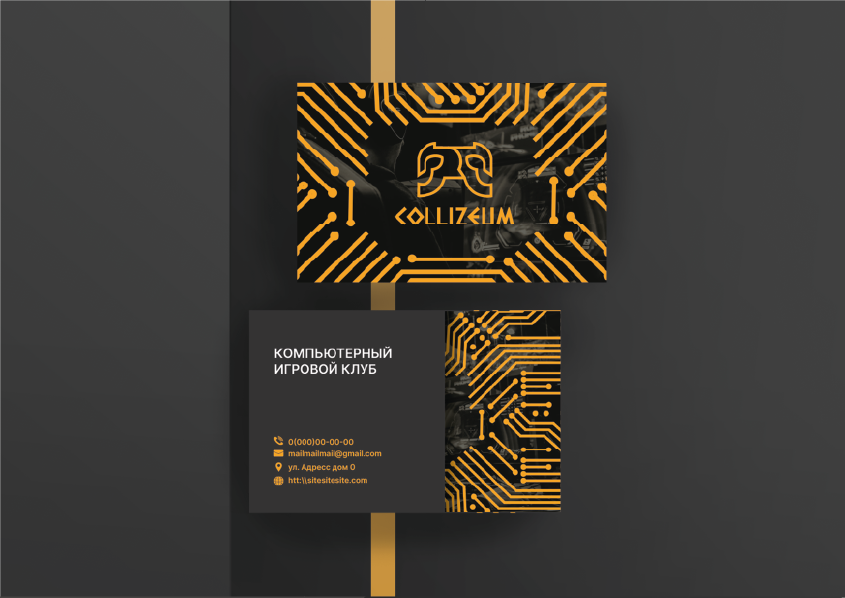 COLLIZEUM
КОМПЬЮТЕРНЫЙ
ИГРОВОЙ КЛУБ
0(000)00-00-00
mailmailmail@gmail.com
ул. Адресс дом 0
htt:\\sitesitesite.com